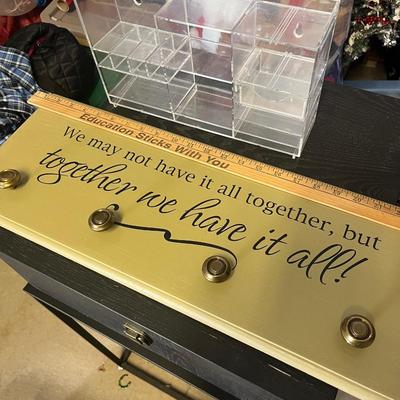 Education Sticks With You
We may not have it all together, but
together we have it all!